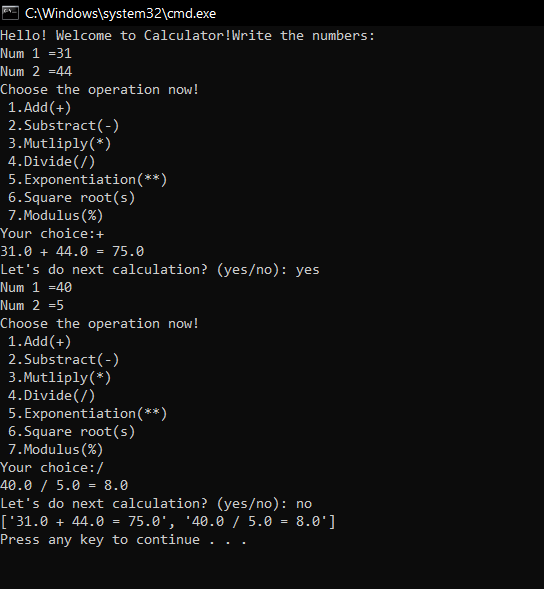 C:\Windows\system32\cmd.exe
Hello! Welcome to Calculator!Write the numbers:
Num 1 =31
Num 2 =44
Choose the operation now!
1.Add(+)
2.Substract(-)
3.Mutliply(*)
4.Divide(/)
5.Exponentiation(**)
6.Square root(s)
7.Modulus(%)
Your choice:+
31.0 + 44.0 = 75.0
Let's do next calculation? (yes/no): yes
Num 1 =40
Num 2 =5
Choose the operation now!
1.Add(+)
2.Substract(-)
3.Mutliply(*)
4.Divide(/)
5.Exponentiation(**)
6.Square root(s)
7.Modulus(%)
Your choice:/
40.0 / 5.0 = 8.0
Let's do next calculation? (yes/no): no
['31.0 + 44.0 = 75.0', '40.0 / 5.0 = 8.0']
Press any key to continue . . .